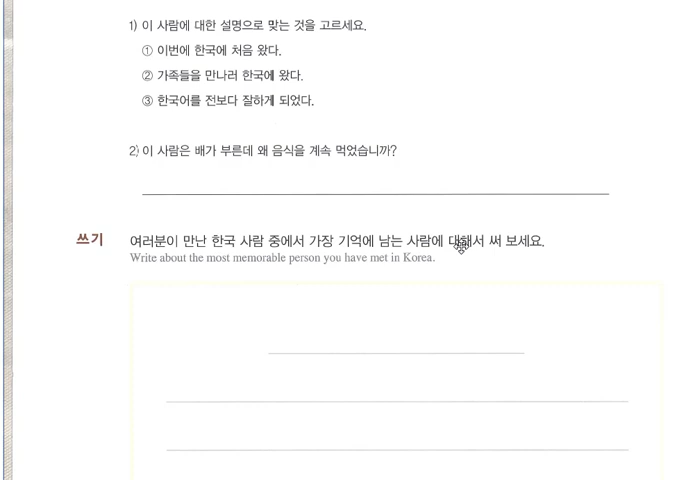 1) 이 사람에 대한 설명으로 맞는 것을 고르세요.
① 이번에 한국에 처음 왔다.
② 가족들을 만나러 한국에 왔다.
③ 한국어를 전보다 잘하게 되었다.
2) 이 사람은 배가 부른데 왜 음식을 계속 먹었습니까?
쓰기 여러분이 만난 한국 사람 중에서 가장 기억에 남는 사람에 대해서 써 보세요.
Write about the most memorable person you have met in Korea.